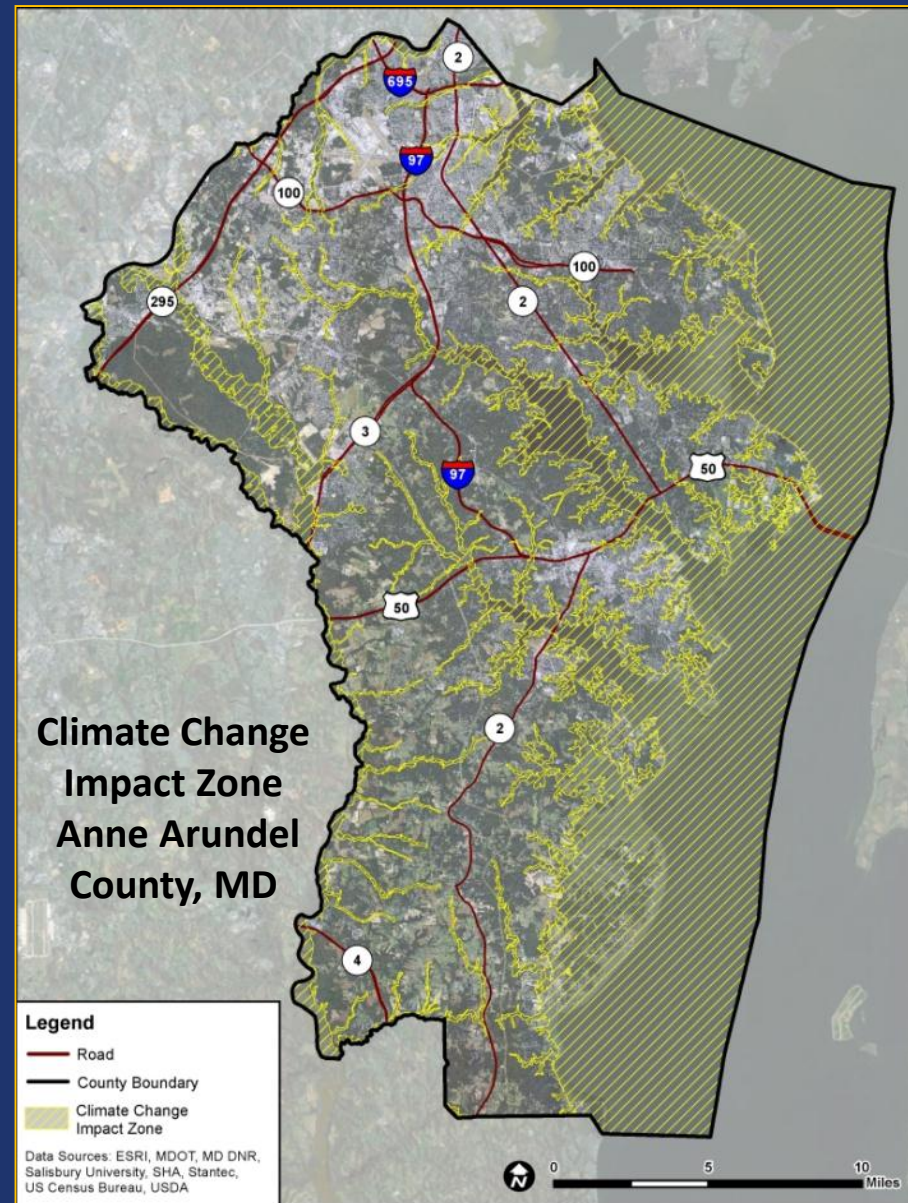 2
695
97
100
100
295
2
3
97
50
50
2
Climate Change
Impact Zone
Anne Arundel
County, MD
4
Legend
Road
County Boundary
Climate Change
Impact Zone
Data Sources: ESRI, MDOT, MD DNR,
Salisbury University, SHA, Stantec,
US Census Bureau, USDA
N
0 5 10
Miles